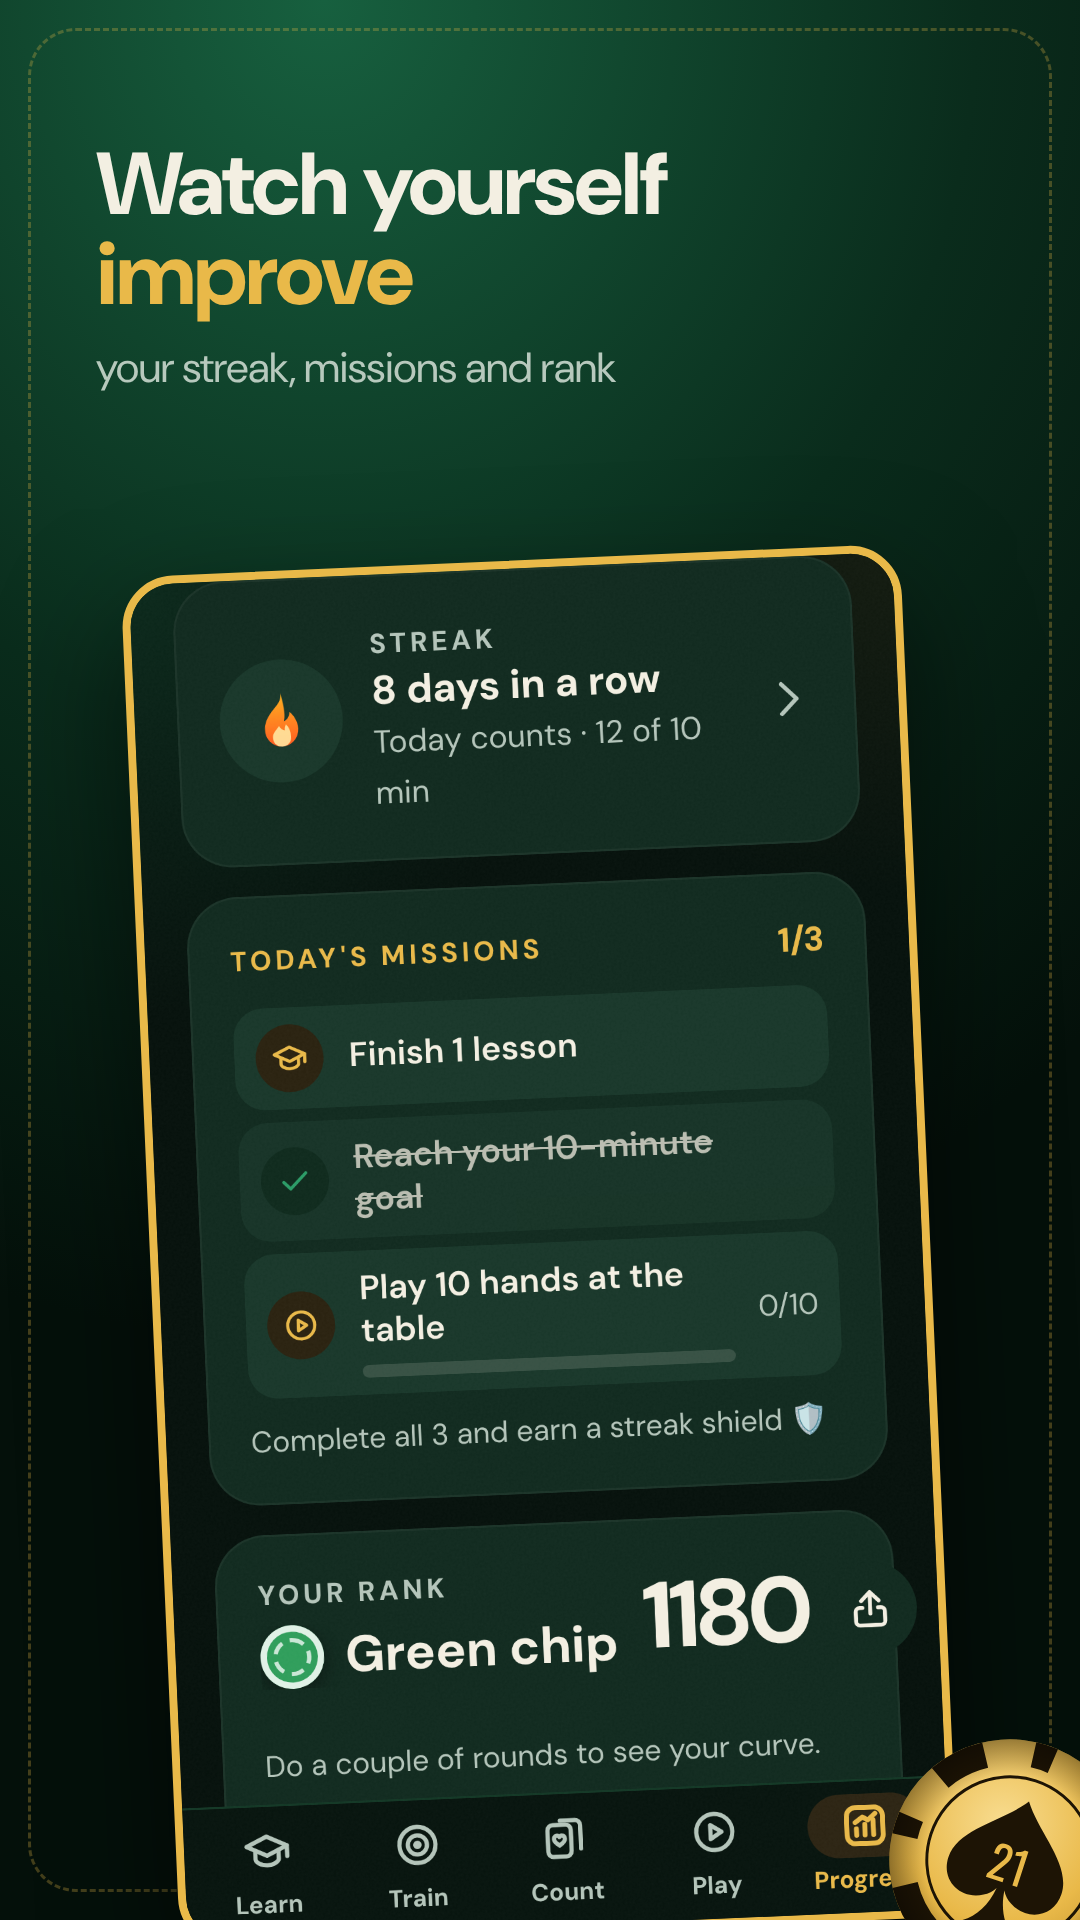 Watch yourself
improve
your streak, missions and rank
STREAK
8 days in a row
Today counts · 12 of 10
min
TODAY'S MISSIONS
1/3
Finish 1 lesson
Reach your 10-minute
goal
Play 10 hands at the
table
0/10
Complete all 3 and earn a streak shield
YOUR RANK
Green chip
1180
Do a couple of rounds to see your curve.
Learn
Train
Count
Play
Progre
21